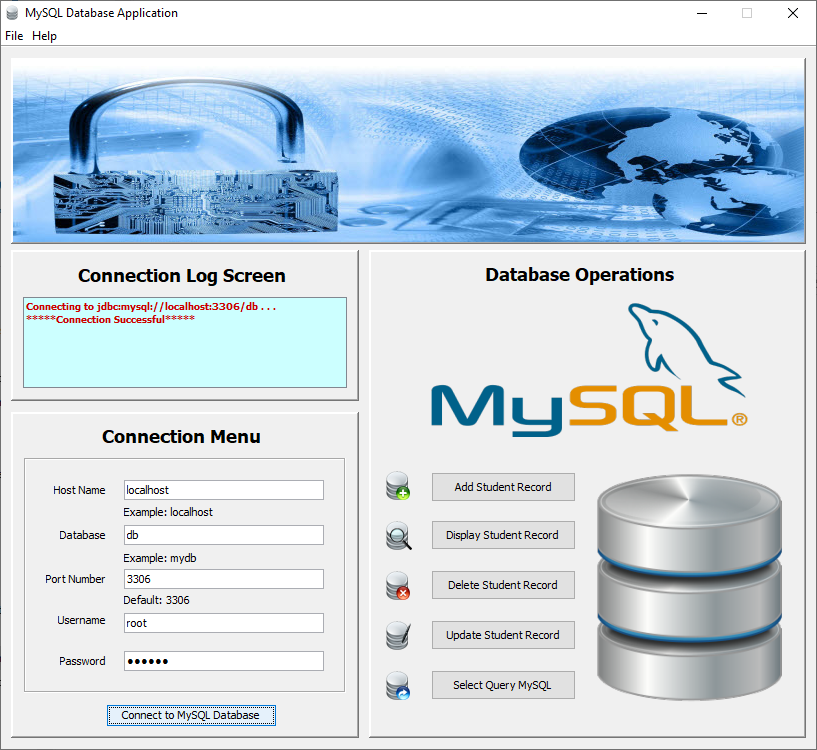 MySQL Database Application
File Help
Connection Log Screen
Connecting to jdbc:mysql://localhost:3306/db . . .
*****Connection Successful*****
Connection Menu
Host Name localhost
Example: localhost
Database db
Example: mydb
Port Number 3306
Default: 3306
Username root
Password ●●●●●●
Connect to MySQL Database
Database Operations
MySQL®
Add Student Record
Display Student Record
Delete Student Record
Update Student Record
Select Query MySQL